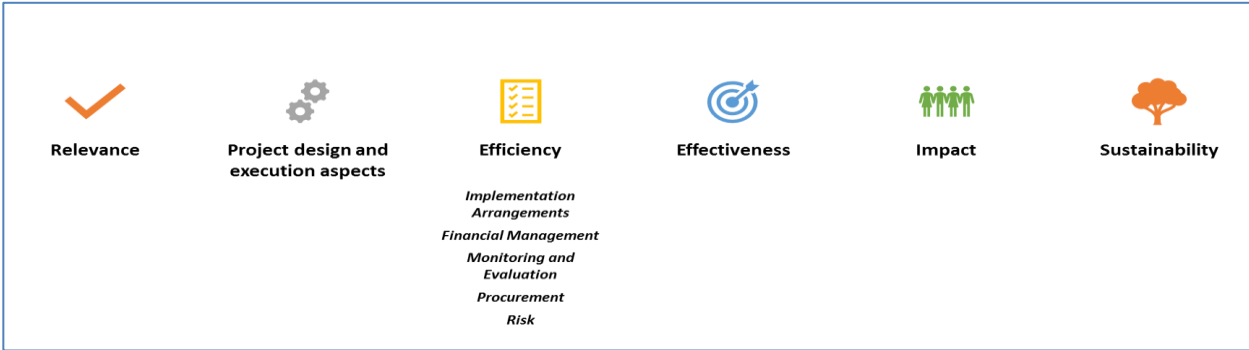 Relevance
Project design and
execution aspects
Efficiency
Implementation
Arrangements
Financial Management
Monitoring and
Evaluation
Procurement
Risk
Effectiveness
Impact
Sustainability